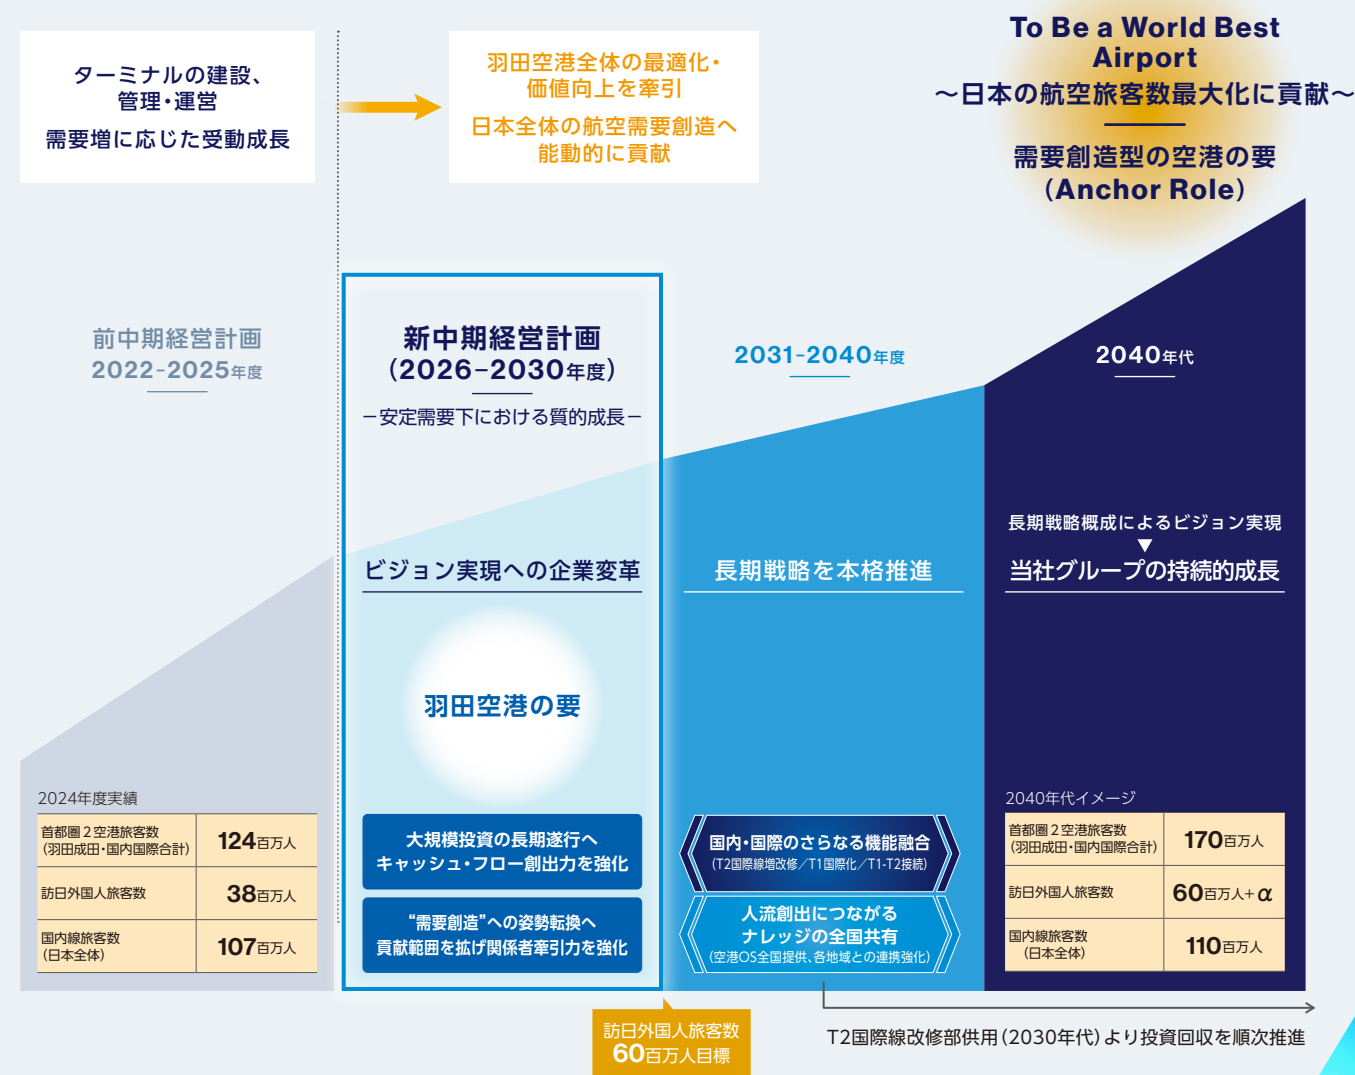 ターミナルの建設、
管理・運営
需要増に応じた受動成長
羽田空港全体の最適化・
価値向上を牽引
日本全体の航空需要創造へ
能動的に貢献
To Be a World Best
Airport
～日本の航空旅客数最大化に貢献～
需要創造型の空港の要
（Anchor Role）
前中期経営計画
2022-2025年度
新中期経営計画
（2026-2030年度）
－安定需要下における質的成長－
2031-2040年度
2040年代
ビジョン実現への企業変革
長期戦略を本格推進
長期戦略概成によるビジョン実現
▼
当社グループの持続的成長
羽田空港の要
2024年度実績
首都圏２空港旅客数
（羽田成田・国内国際合計）
124百万人
訪日外国人旅客数
38百万人
国内線旅客数
（日本全体）
107百万人
大規模投資の長期遂行へ
キャッシュ・フロー創出力を強化
“需要創造”への姿勢転換へ
貢献範囲を拡げ関係者牽引力を強化
国内・国際のさらなる機能融合
（T2国際線増改修／T1国際化／T1-T2接続）
人流創出につながる
ナレッジの全国共有
（空港OS全国提供、各地域との連携強化）
2040年代イメージ
首都圏２空港旅客数
（羽田成田・国内国際合計）
170百万人
訪日外国人旅客数
60百万人＋α
国内線旅客数
（日本全体）
110百万人
訪日外国人旅客数
60百万人目標
T2国際線改修部供用（2030年代）より投資回収を順次推進